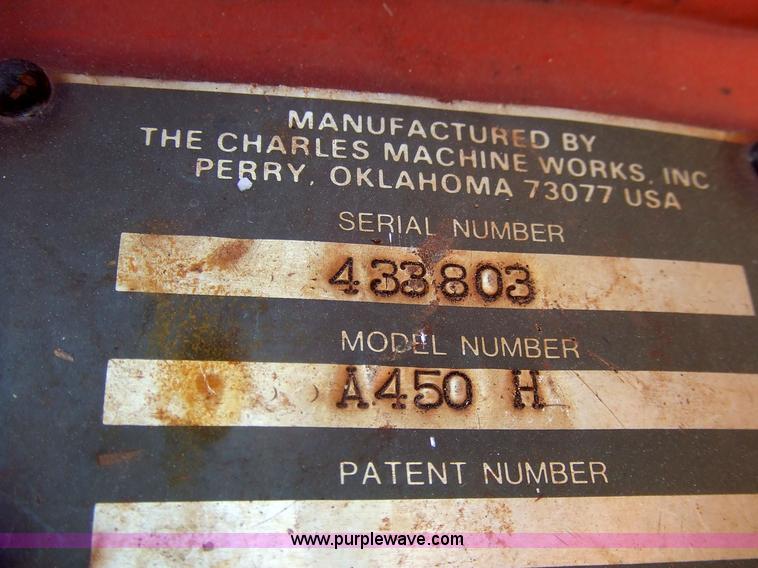 MANUFACTURED BY
THE CHARLES MACHINE WORKS, INC
PERRY, OKLAHOMA 73077 USA
SERIAL NUMBER
433803
MODEL NUMBER
A450 H
PATENT NUMBER
www.purplewave.com